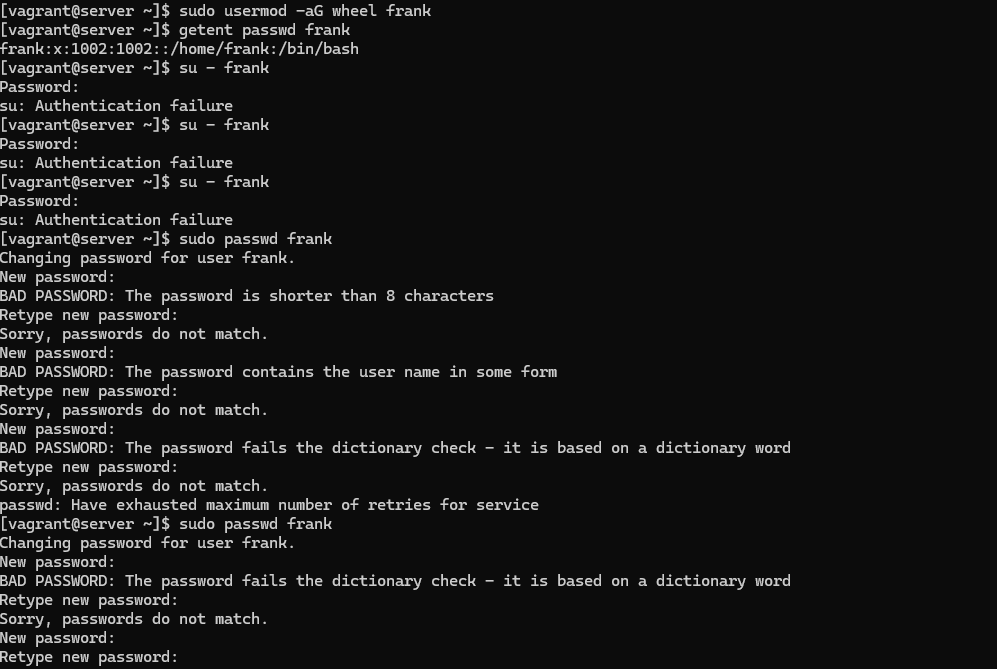 [vagrant@server ~]$ sudo usermod -aG wheel frank
[vagrant@server ~]$ getent passwd frank
frank:x:1002:1002::/home/frank:/bin/bash
[vagrant@server ~]$ su - frank
Password:
su: Authentication failure
[vagrant@server ~]$ su - frank
Password:
su: Authentication failure
[vagrant@server ~]$ su - frank
Password:
su: Authentication failure
[vagrant@server ~]$ sudo passwd frank
Changing password for user frank.
New password:
BAD PASSWORD: The password is shorter than 8 characters
Retype new password:
Sorry, passwords do not match.
New password:
BAD PASSWORD: The password contains the user name in some form
Retype new password:
Sorry, passwords do not match.
New password:
BAD PASSWORD: The password fails the dictionary check - it is based on a dictionary word
Retype new password:
Sorry, passwords do not match.
passwd: Have exhausted maximum number of retries for service
[vagrant@server ~]$ sudo passwd frank
Changing password for user frank.
New password:
BAD PASSWORD: The password fails the dictionary check - it is based on a dictionary word
Retype new password:
Sorry, passwords do not match.
New password:
Retype new password: